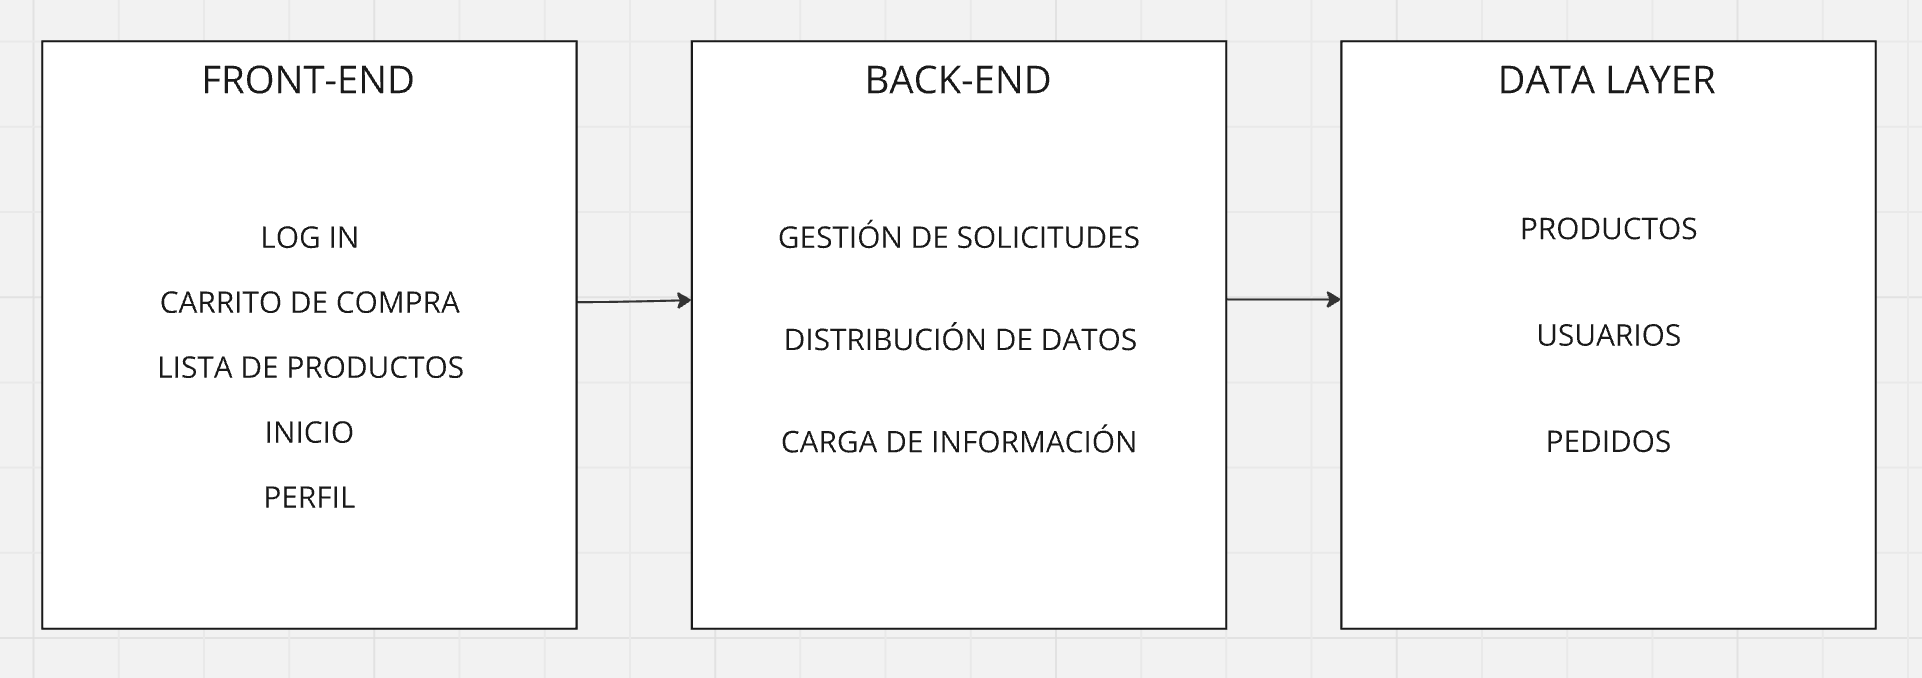 FRONT-END
LOG IN
CARRITO DE COMPRA
LISTA DE PRODUCTOS
INICIO
PERFIL
BACK-END
GESTIÓN DE SOLICITUDES
DISTRIBUCIÓN DE DATOS
CARGA DE INFORMACIÓN
DATA LAYER
PRODUCTOS
USUARIOS
PEDIDOS